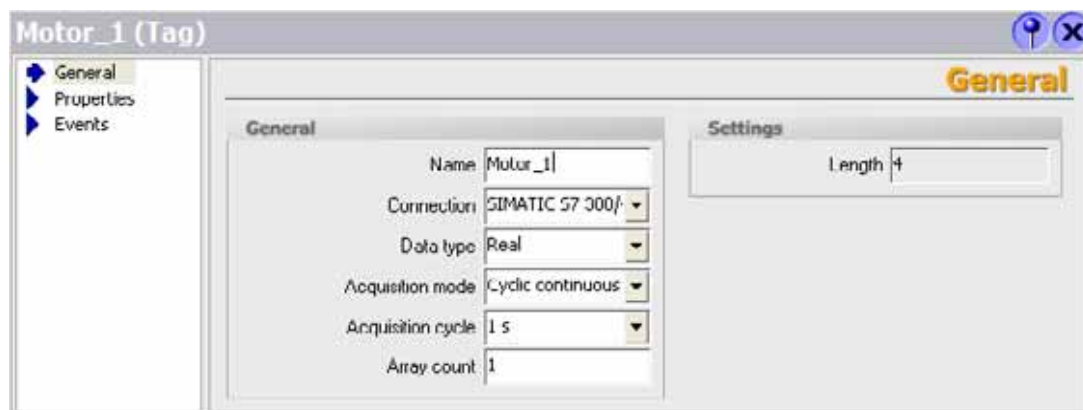 Motor_1 (Tag)
General
Properties
Events
General
General
Name Motor_1
Connection SIMATIC S7 300/
Data type Real
Acquisition mode Cyclic continuous
Acquisition cycle 1 s
Array count 1
Settings
Length 4